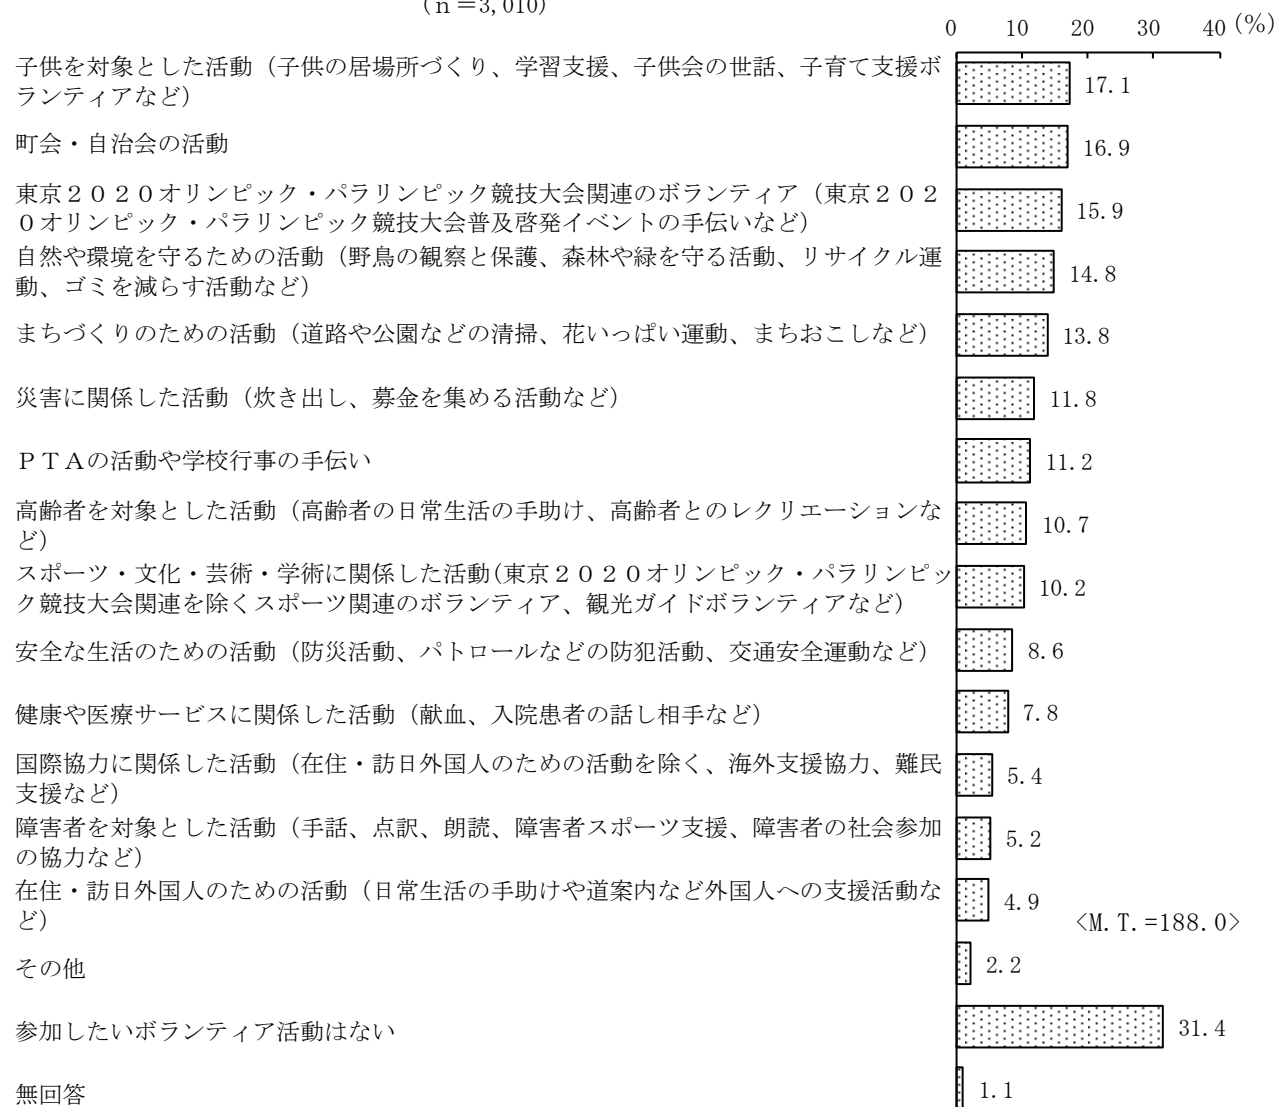 (ｎ＝3,010)
0 10 20 30 40 (%)
子供を対象とした活動（子供の居場所づくり、学習支援、子供会の世話、子育て支援ボ
ランティアなど） 17.1
町会・自治会の活動 16.9
東京２０２０オリンピック・パラリンピック競技大会関連のボランティア（東京２０２
０オリンピック・パラリンピック競技大会普及啓発イベントの手伝いなど） 15.9
自然や環境を守るための活動（野鳥の観察と保護、森林や緑を守る活動、リサイクル運
動、ゴミを減らす活動など） 14.8
まちづくりのための活動（道路や公園などの清掃、花いっぱい運動、まちおこしなど） 13.8
災害に関係した活動（炊き出し、募金を集める活動など） 11.8
ＰＴＡの活動や学校行事の手伝い 11.2
高齢者を対象とした活動（高齢者の日常生活の手助け、高齢者とのレクリエーションな
ど） 10.7
スポーツ・文化・芸術・学術に関係した活動(東京２０２０オリンピック・パラリンピッ
ク競技大会関連を除くスポーツ関連のボランティア、観光ガイドボランティアなど） 10.2
安全な生活のための活動（防災活動、パトロールなどの防犯活動、交通安全運動など） 8.6
健康や医療サービスに関係した活動（献血、入院患者の話し相手など） 7.8
国際協力に関係した活動（在住・訪日外国人のための活動を除く、海外支援協力、難民
支援など） 5.4
障害者を対象とした活動（手話、点訳、朗読、障害者スポーツ支援、障害者の社会参加
の協力など） 5.2
在住・訪日外国人のための活動（日常生活の手助けや道案内など外国人への支援活動な
ど） 4.9
<M.T.=188.0>
その他 2.2
参加したいボランティア活動はない 31.4
無回答 1.1